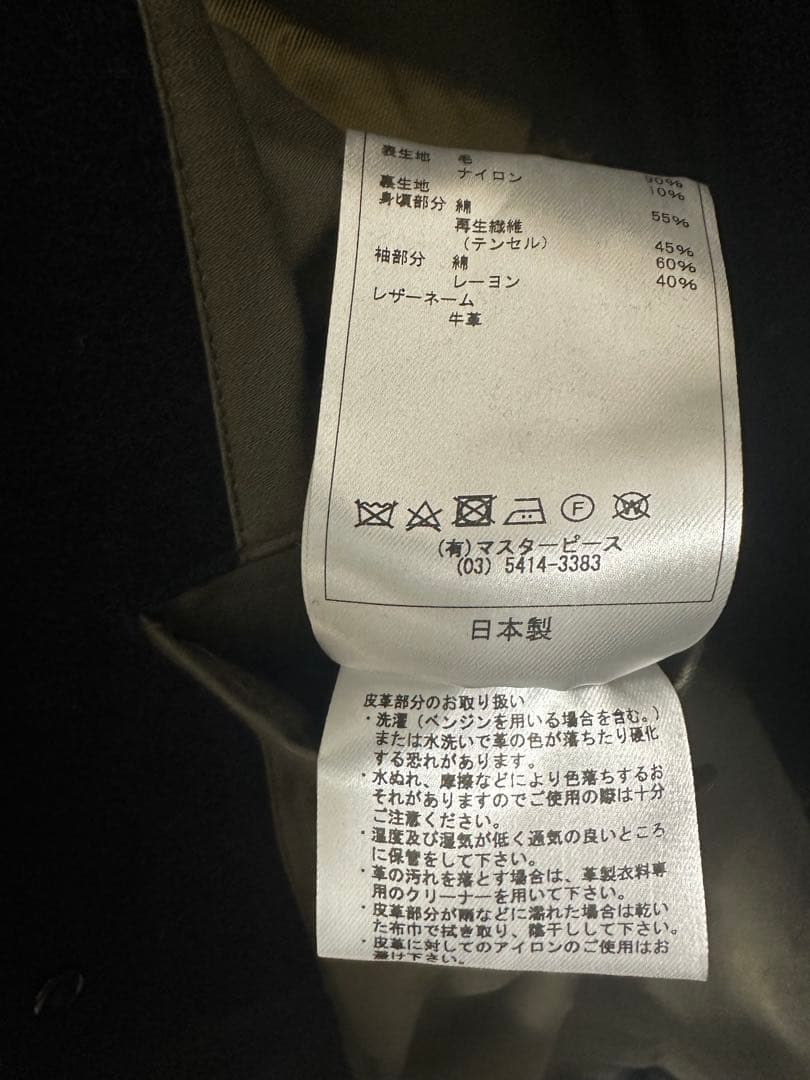 表生地 毛 90%
ナイロン 10%
裏生地
身頃部分 綿 55%
再生繊維
(テンセル) 45%
袖部分 綿 60%
レーヨン 40%
レザーネーム
牛革
F
W
(有)マスターピース
(03) 5414-3383
日本製
皮革部分のお取り扱い
・洗濯(ベンジンを用いる場合を含む。)
または水洗いで革の色が落ちたり硬化
する恐れがあります。
・水ぬれ、摩擦などにより色落ちするお
それがありますのでご使用の際は十分
ご注意ください。
・温度及び湿気が低く通気の良いところ
に保管をして下さい。
・革の汚れを落とす場合は、革製衣料専
用のクリーナーを用いて下さい。
・皮革部分が雨などに濡れた場合は乾い
た布巾で拭き取り、陰干しして下さい。
・皮革に対してのアイロンのご使用はお
避け下さい。